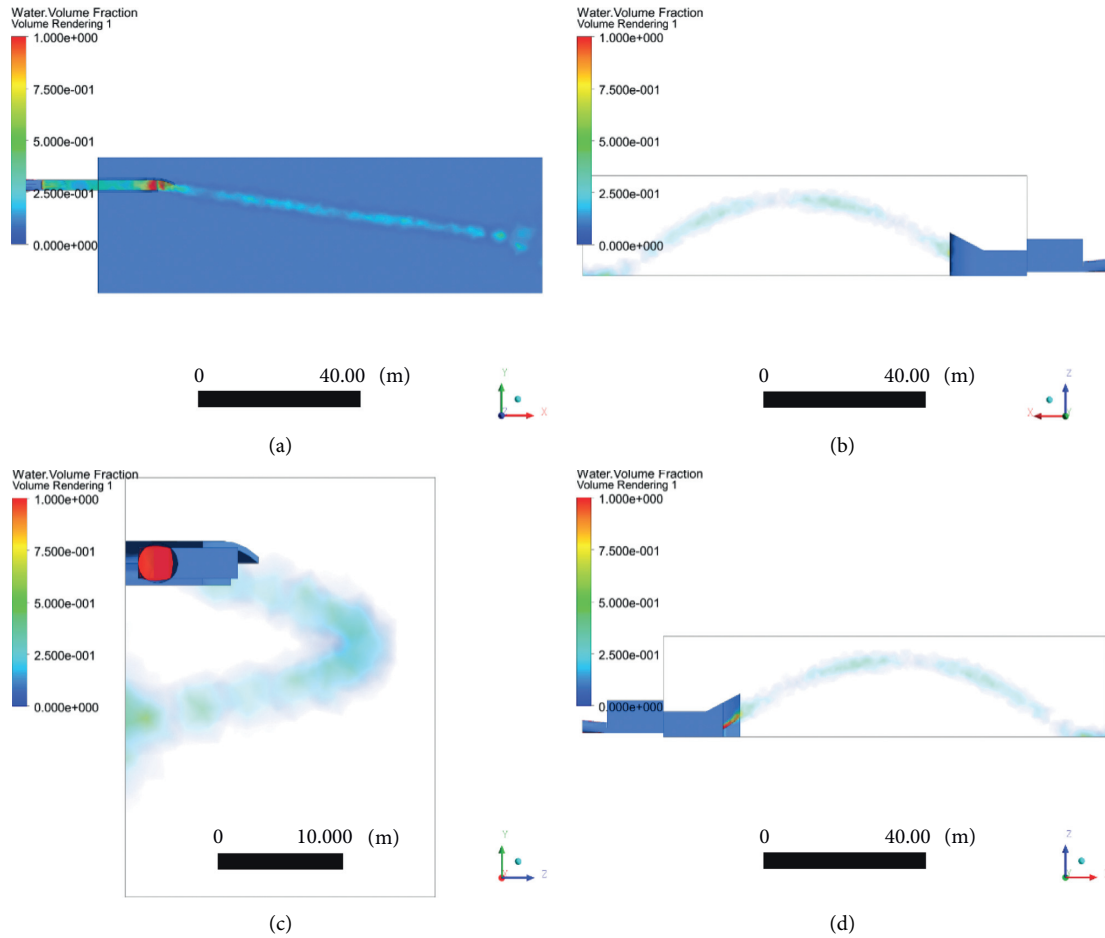 Water.Volume Fraction
Volume Rendering 1
1.000e+000
7.500e-001
5.000e-001
2.500e-001
0.000e+000
0 40.00 (m)
Y
Z X
(a)
Water.Volume Fraction
Volume Rendering 1
1.000e+000
7.500e-001
5.000e-001
2.500e-001
0.000e+000
0 40.00 (m)
Z
X Y
(b)
Water.Volume Fraction
Volume Rendering 1
1.000e+000
7.500e-001
5.000e-001
2.500e-001
0.000e+000
0 10.000 (m)
Y
X Z
(c)
Water.Volume Fraction
Volume Rendering 1
1.000e+000
7.500e-001
5.000e-001
2.500e-001
0.000e+000
0 40.00 (m)
Z
Y
(d)